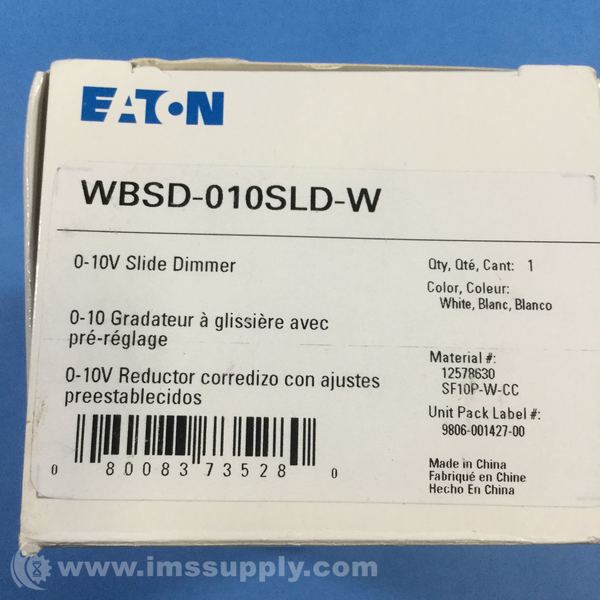 EATON
WBSD-010SLD-W
0-10V Slide Dimmer
0-10 Gradateur à glissière avec
pré-réglage
0-10V Reductor corredizo con ajustes
preestablecidos
0 80083 73528 0
Qty, Qté, Cant: 1
Color, Couleur:
White, Blanc, Blanco
Material #:
12578630
SF10P-W-CC
Unit Pack Label #:
9806-001427-00
Made in China
Fabriqué en Chine
Hecho En China
www.imssupply.com